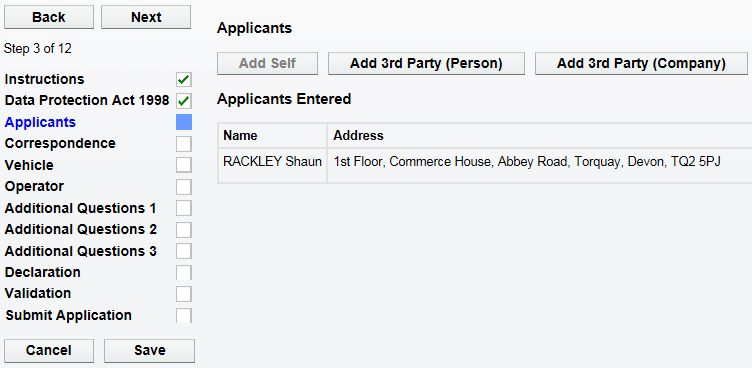 Back Next
Step 3 of 12
Instructions
Data Protection Act 1998
Applicants
Correspondence
Vehicle
Operator
Additional Questions 1
Additional Questions 2
Additional Questions 3
Declaration
Validation
Submit Application
Cancel Save
Applicants
Add Self Add 3rd Party (Person) Add 3rd Party (Company)
Applicants Entered
Name Address
RACKLEY Shaun 1st Floor, Commerce House, Abbey Road, Torquay, Devon, TQ2 5PJ